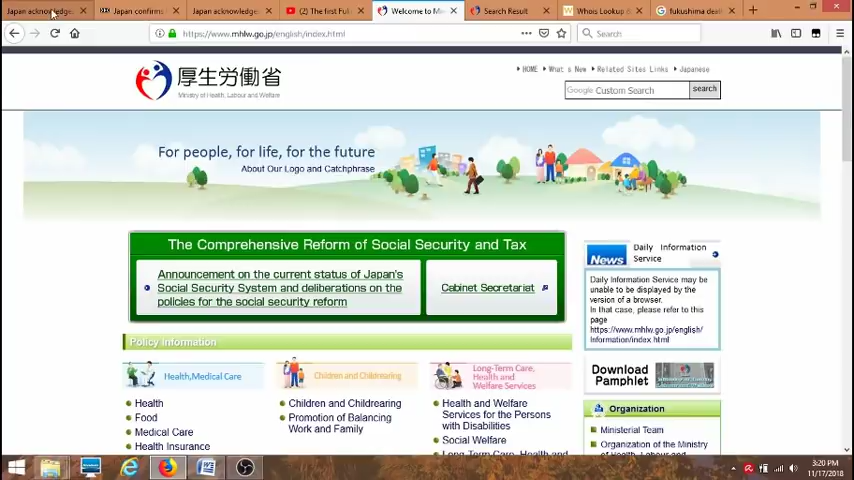 Japan acknowledge
Japan confirm
Japan acknowledge
(2) The first Ful
Welcome to Mi
Search Result
Whois Lookup
fukushima deat
https://www.mhlw.go.jp/english/index.html
Search
厚生労働省
Ministry of Health, Labour and Welfare
HOME What's New Related Sites Links Japanese
Google Custom Search
search
For people, for life, for the future
About Our Logo and Catchphrase
The Comprehensive Reform of Social Security and Tax
Announcement on the current status of Japan's
Social Security System and deliberations on the
policies for the social security reform
Cabinet Secretariat
News
Daily Information
Service
Daily Information Service may be
unable to be displayed by the
version of a browser.
In that case, please refer to this
page
https://www.mhlw.go.jp/english/
Information/index.html
Policy Information
Health,Medical Care
Children and Childrearing
Long-Term Care,
Health and
Welfare Services
Download
Pamphlet
Health
Food
Medical Care
Health Insurance
Children and Childrearing
Promotion of Balancing
Work and Family
Health and Welfare
Services for the Persons
with Disabilities
Social Welfare
Long-Term Care, Health and
Organization
Ministerial Team
Organization of the Ministry
of Health, Labour and
3:20 PM
11/17/2018